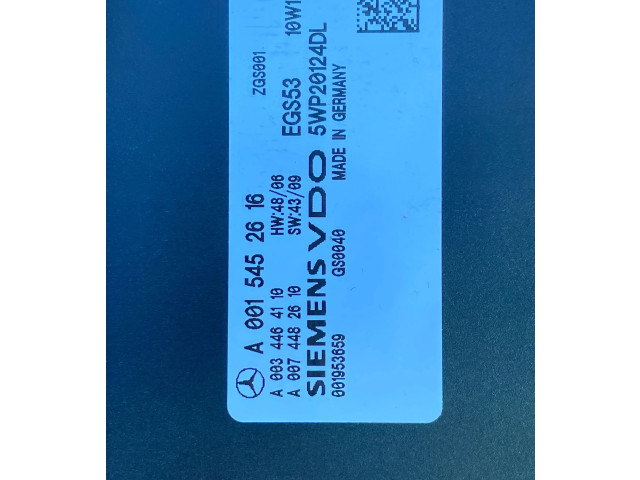 A 001 545 26 16 ZGS001
A 003 446 41 10 HW:48/06
A 007 448 26 10 SW:43/09 EGS53 10W1
SIEMENS VDO 5WP20124DL
001953659 GS0040 MADE IN GERMANY